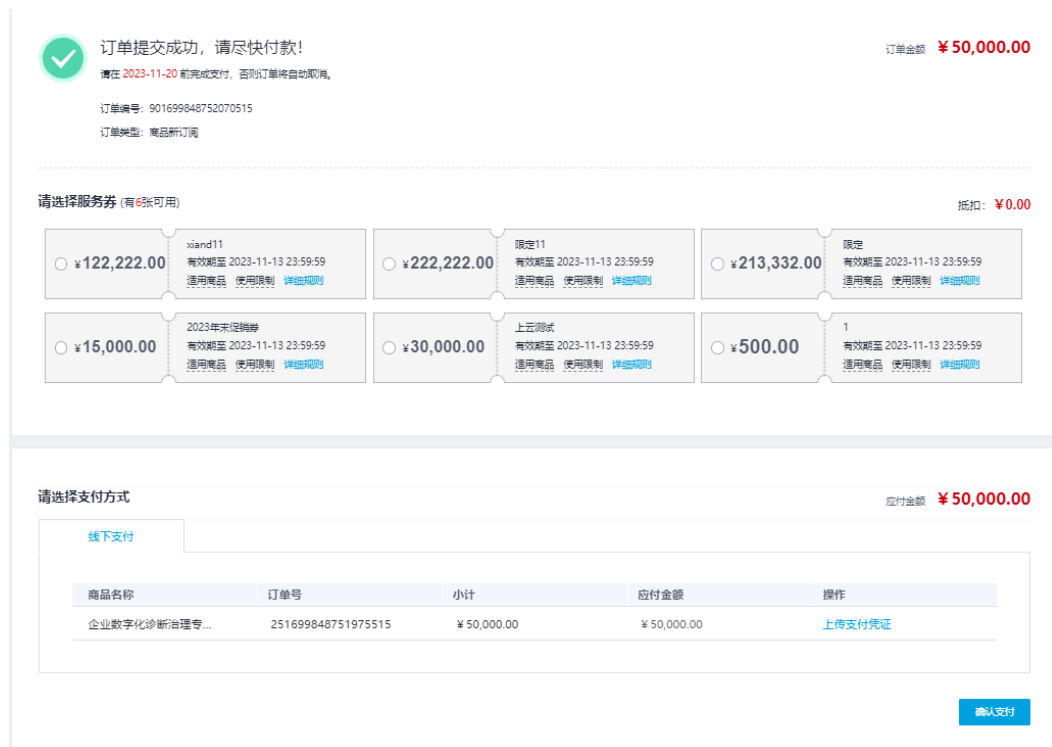 订单提交成功，请尽快付款！
订单金额 ￥50,000.00
请在 2023-11-20 前完成支付，否则订单将自动取消。
订单编号：901699848752070515
订单类型：商品新订阅
请选择服务券 (有6张可用)
抵扣：￥0.00
¥122,222.00
xiand11
有效期至 2023-11-13 23:59:59
适用商品 使用限制 详细规则
¥222,222.00
限定11
有效期至 2023-11-13 23:59:59
适用商品 使用限制 详细规则
¥213,332.00
限定
有效期至 2023-11-13 23:59:59
适用商品 使用限制 详细规则
¥15,000.00
2023年末促销券
有效期至 2023-11-13 23:59:59
适用商品 使用限制 详细规则
¥30,000.00
上云测试
有效期至 2023-11-13 23:59:59
适用商品 使用限制 详细规则
¥500.00
1
有效期至 2023-11-13 23:59:59
适用商品 使用限制 详细规则
请选择支付方式
应付金额 ￥50,000.00
线下支付
商品名称 订单号 小计 应付金额 操作
企业数字化诊断治理专... 251699848751975515 ￥50,000.00 ￥50,000.00 上传支付凭证
确认支付